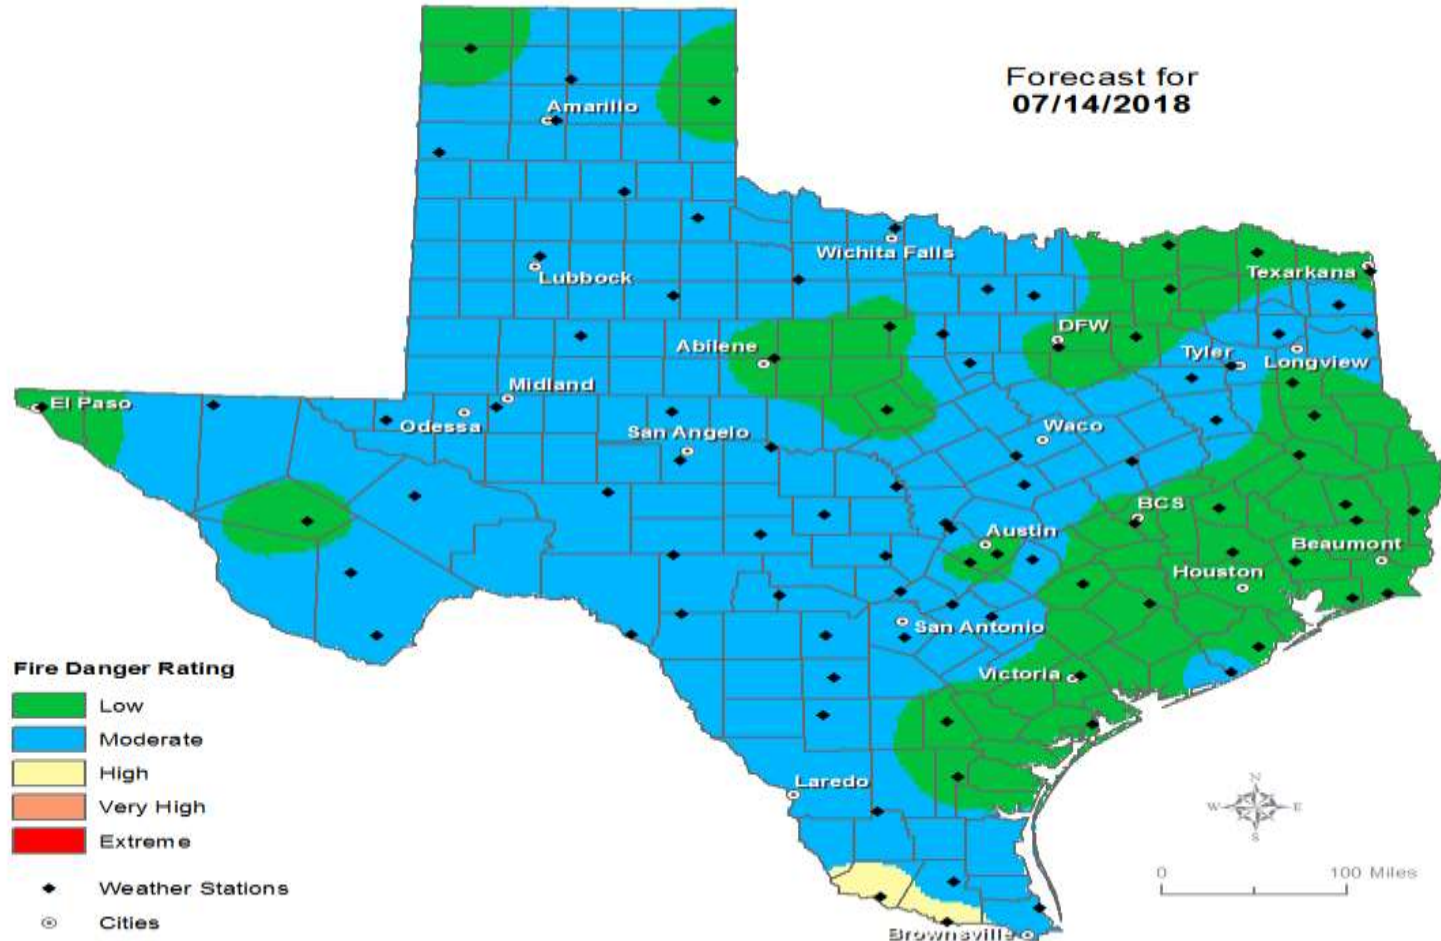 Forecast for
07/14/2018
Amarillo
Wichita Falls
Lubbock
Texarkana
DFW
Abilene
Tyler
Longview
Midland
El Paso
Odessa
San Angelo
Waco
BCS
Austin
Beaumont
Houston
San Antonio
Victoria
Laredo
Brownsville
Fire Danger Rating
Low
Moderate
High
Very High
Extreme
Weather Stations
Cities
N
W E
S
0 100 Miles